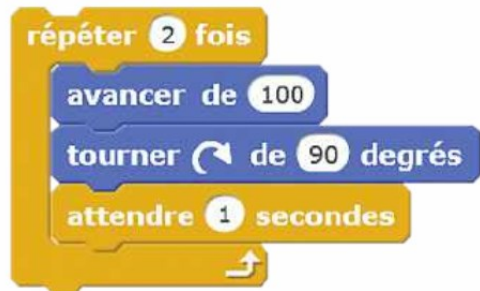 répéter 2 fois
avancer de 100
tourner de 90 degrés
attendre 1 secondes